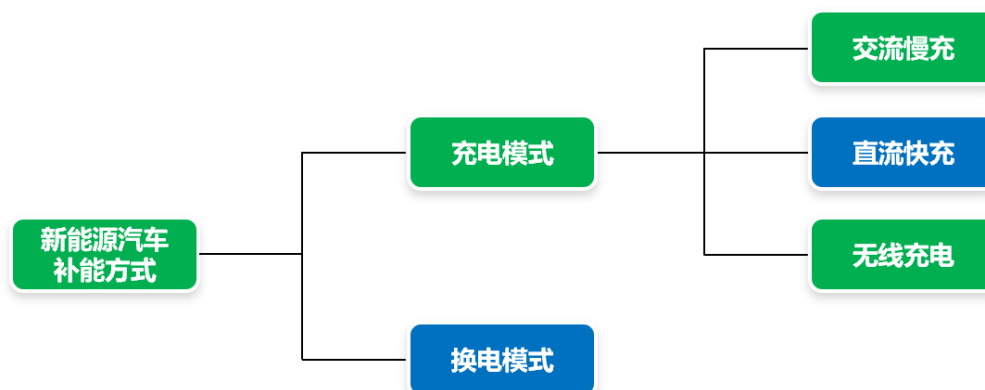 交流慢充
充电模式
直流快充
新能源汽车
补能方式
无线充电
换电模式